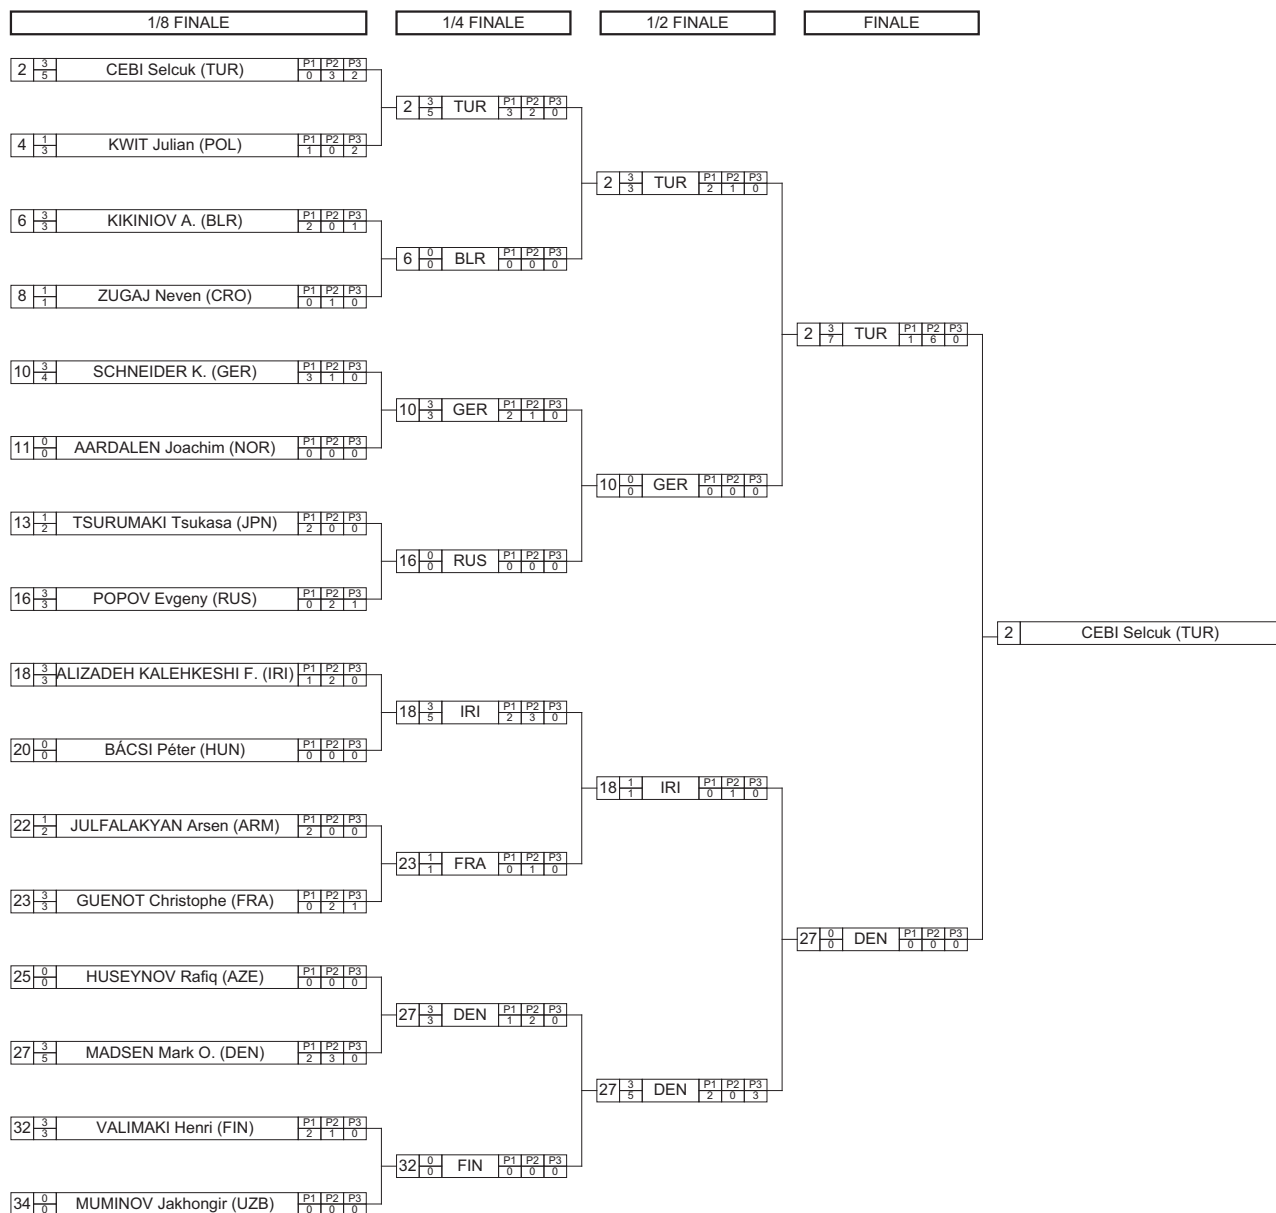 1/8 FINALE 1/4 FINALE 1/2 FINALE FINALE
2 3 5 CEBI Selcuk (TUR) P1 P2 P3 0 3 2
2 3 5 TUR P1 P2 P3 3 2 0
4 1 3 KWIT Julian (POL) P1 P2 P3 1 0 2
2 3 3 TUR P1 P2 P3 2 1 0
6 3 3 KIKINIOV A. (BLR) P1 P2 P3 2 0 1
6 0 0 BLR P1 P2 P3 0 0 0
8 1 1 ZUGAJ Neven (CRO) P1 P2 P3 0 1 0
2 3 7 TUR P1 P2 P3 1 6 0
10 3 4 SCHNEIDER K. (GER) P1 P2 P3 3 1 0
10 3 3 GER P1 P2 P3 2 1 0
11 0 0 AARDALEN Joachim (NOR) P1 P2 P3 0 0 0
10 0 0 GER P1 P2 P3 0 0 0
13 1 2 TSURUMAKI Tsukasa (JPN) P1 P2 P3 2 0 0
16 0 0 RUS P1 P2 P3 0 0 0
16 3 3 POPOV Evgeny (RUS) P1 P2 P3 0 2 1
2 CEBI Selcuk (TUR)
18 3 3 ALIZADEH KALEHKESHI F. (IRI) P1 P2 P3 1 2 0
18 3 5 IRI P1 P2 P3 2 3 0
20 0 0 BÁCSI Péter (HUN) P1 P2 P3 0 0 0
18 1 1 IRI P1 P2 P3 0 1 0
22 1 2 JULFALAKYAN Arsen (ARM) P1 P2 P3 2 0 0
23 1 1 FRA P1 P2 P3 0 1 0
23 3 3 GUENOT Christophe (FRA) P1 P2 P3 0 2 1
27 0 0 DEN P1 P2 P3 0 0 0
25 0 0 HUSEYNOV Rafiq (AZE) P1 P2 P3 0 0 0
27 3 3 DEN P1 P2 P3 1 2 0
27 3 5 MADSEN Mark O. (DEN) P1 P2 P3 2 3 0
27 3 5 DEN P1 P2 P3 2 0 3
32 3 3 VALIMAKI Henri (FIN) P1 P2 P3 2 1 0
32 0 0 FIN P1 P2 P3 0 0 0
34 0 0 MUMINOV Jakhongir (UZB) P1 P2 P3 0 0 0